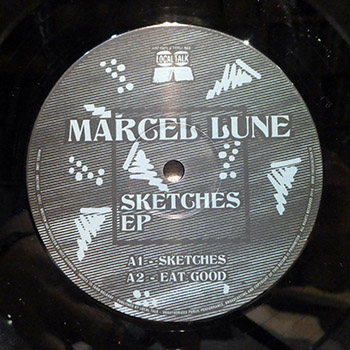 LOCAL TALK
MARCEL LUNE
SKETCHES
EP
A1 - SKETCHES
A2 - EAT GOOD